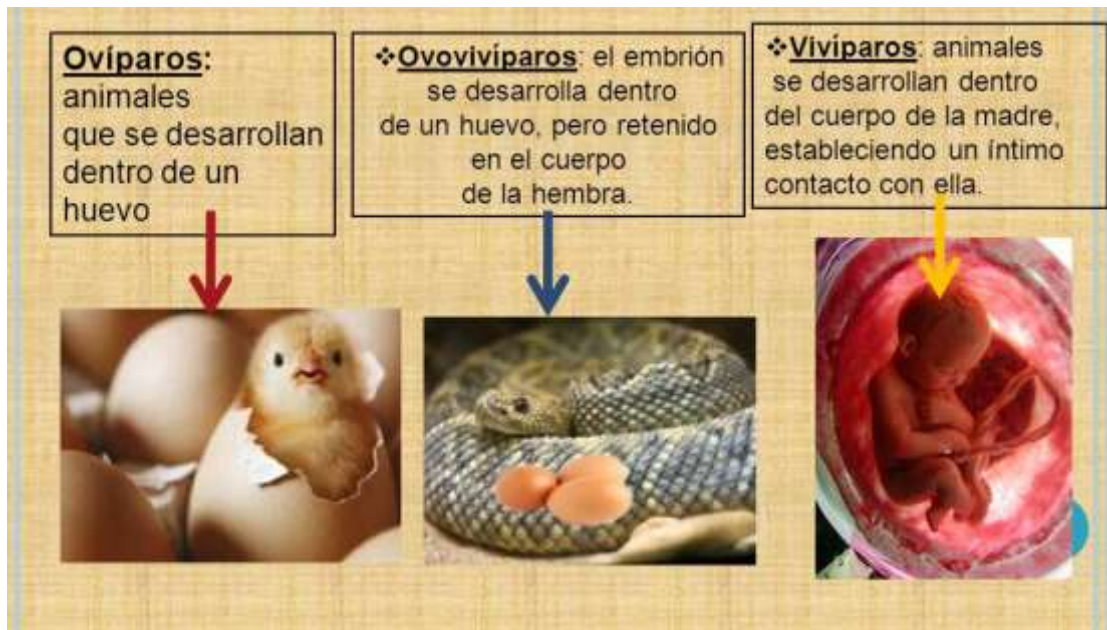 Ovíparos:
animales
que se desarrollan
dentro de un
huevo
❖Ovovivíparos: el embrión
se desarrolla dentro
de un huevo, pero retenido
en el cuerpo
de la hembra.
❖Vivíparos: animales
se desarrollan dentro
del cuerpo de la madre,
estableciendo un íntimo
contacto con ella.